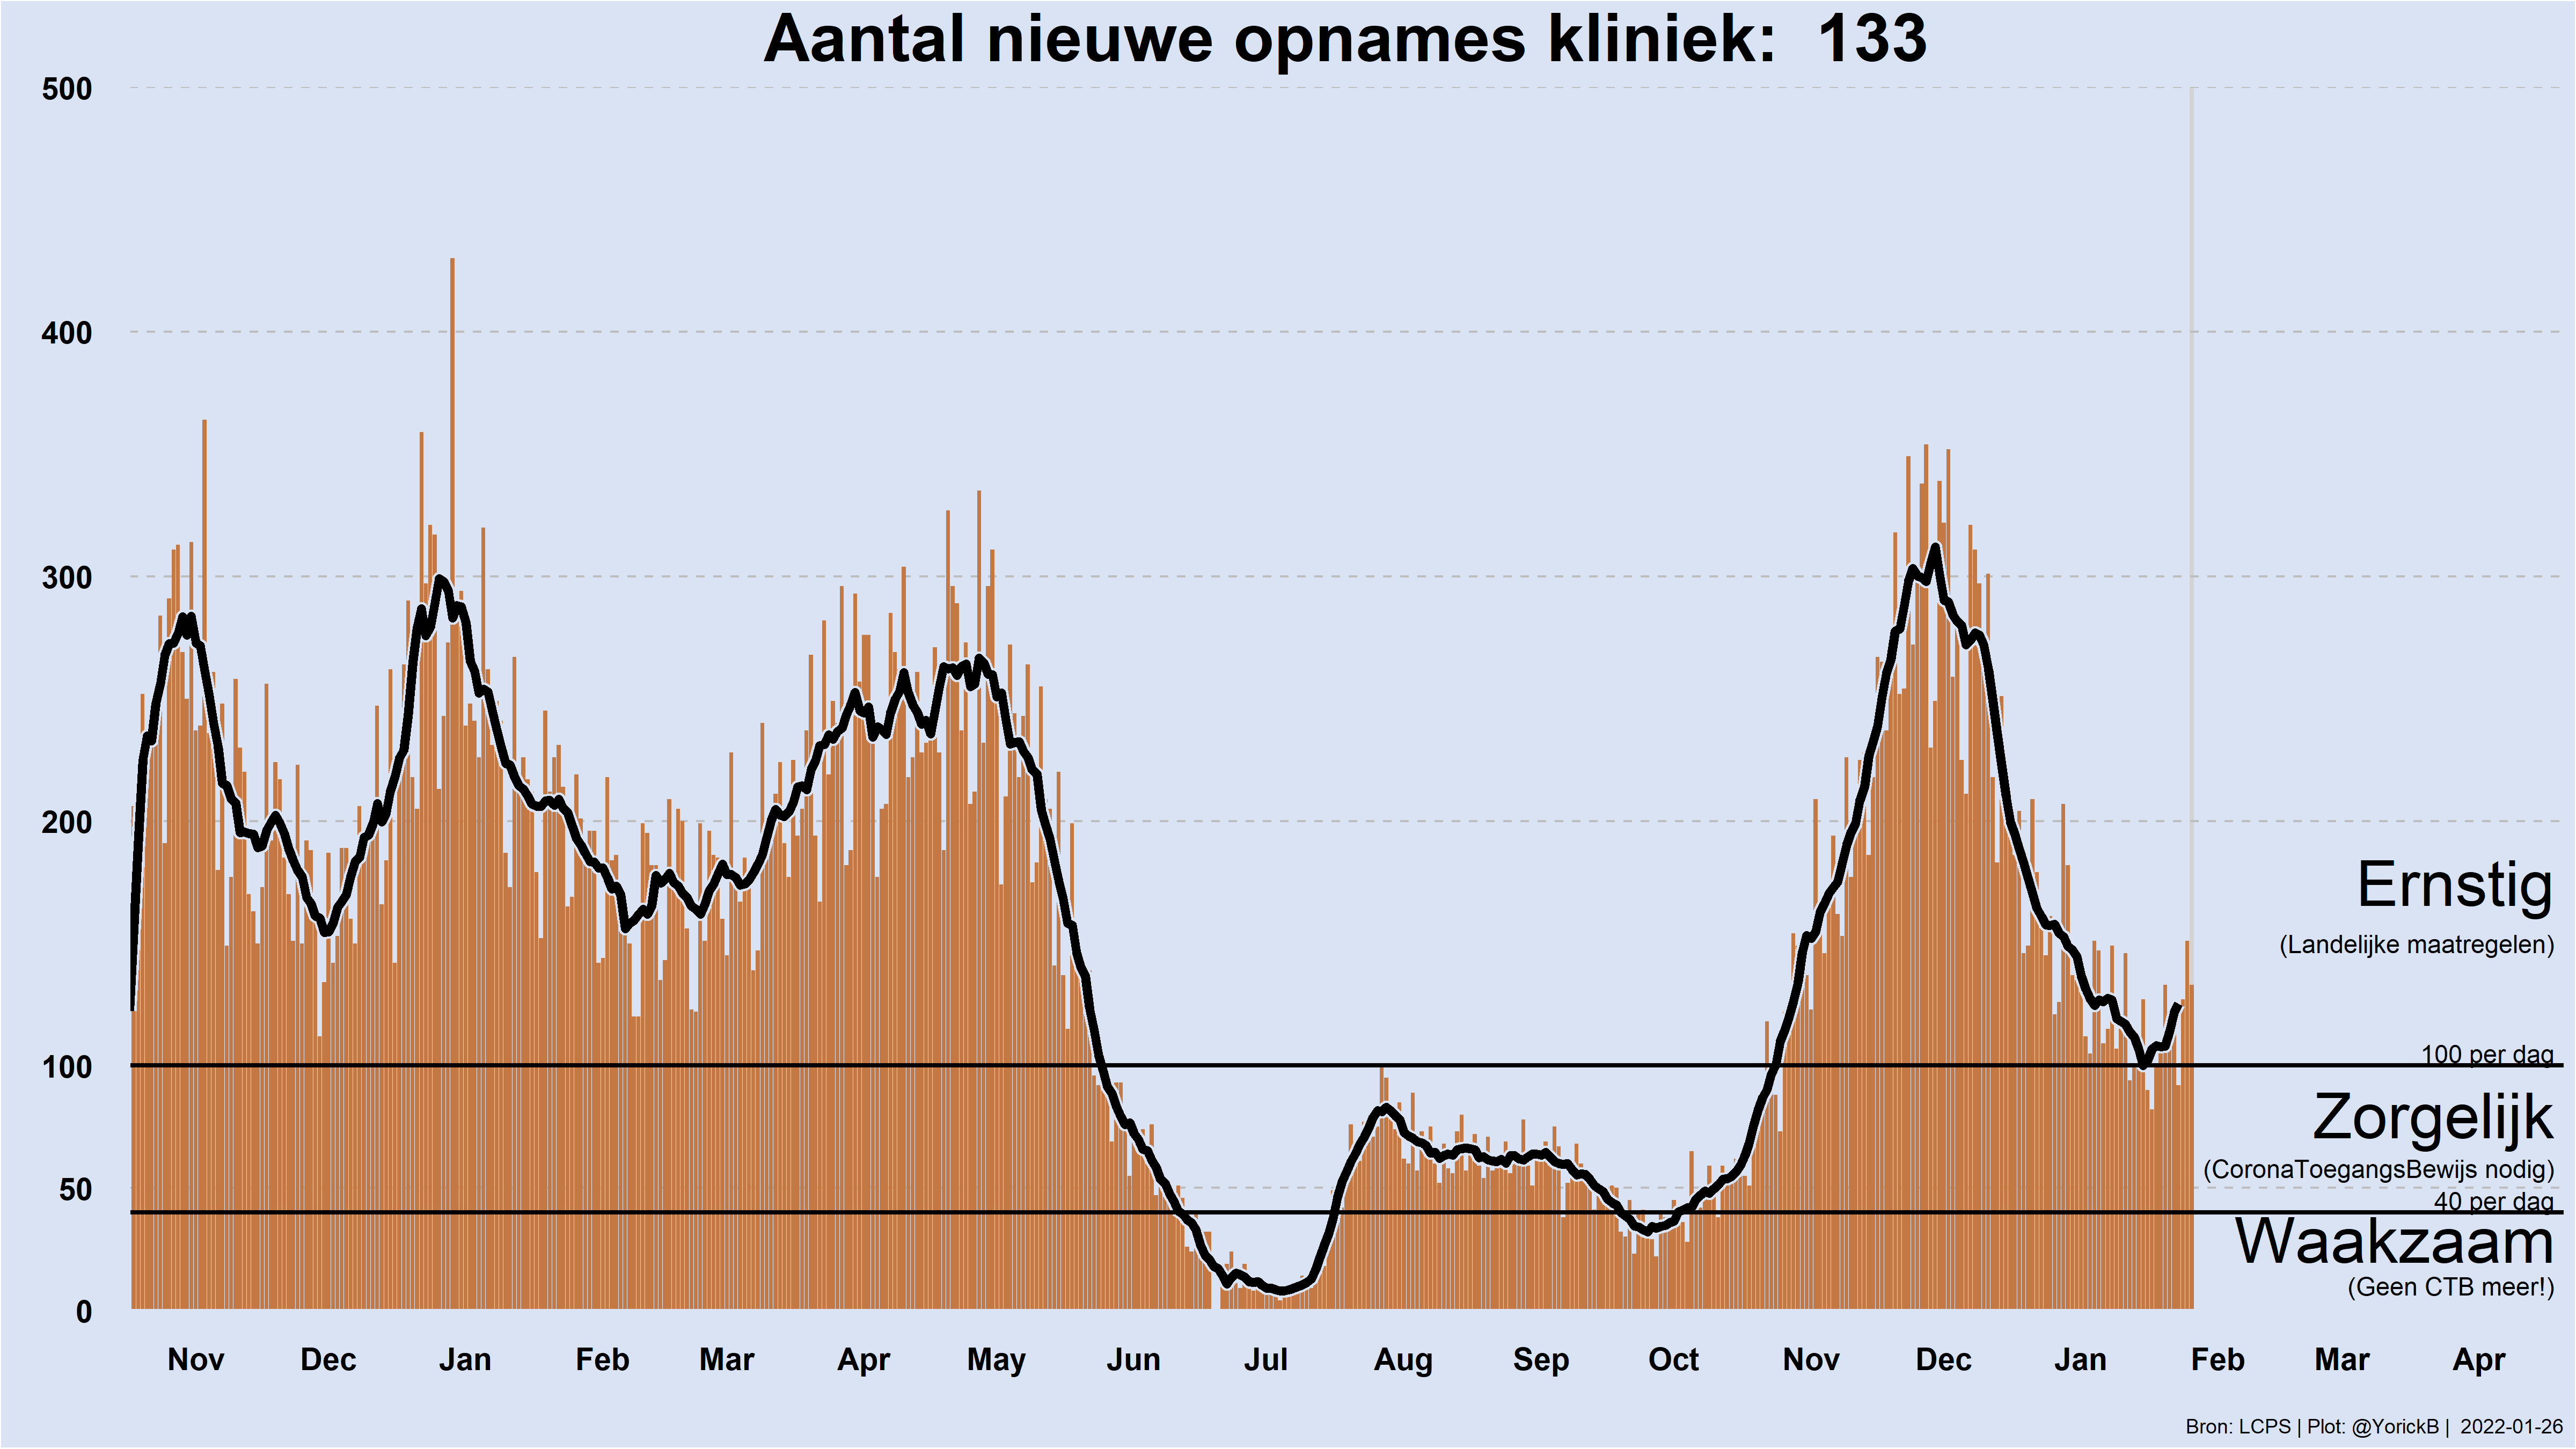 Aantal nieuwe opnames kliniek: 133
500
400
300
200
100
50
0
Ernstig
(Landelijke maatregelen)
100 per dag
Zorgelijk
(CoronaToegangsBewijs nodig)
40 per dag
Waakzaam
(Geen CTB meer!)
Nov Dec Jan Feb Mar Apr May Jun Jul Aug Sep Oct Nov Dec Jan Feb Mar Apr
Bron: LCPS | Plot: @YorickB | 2022-01-26